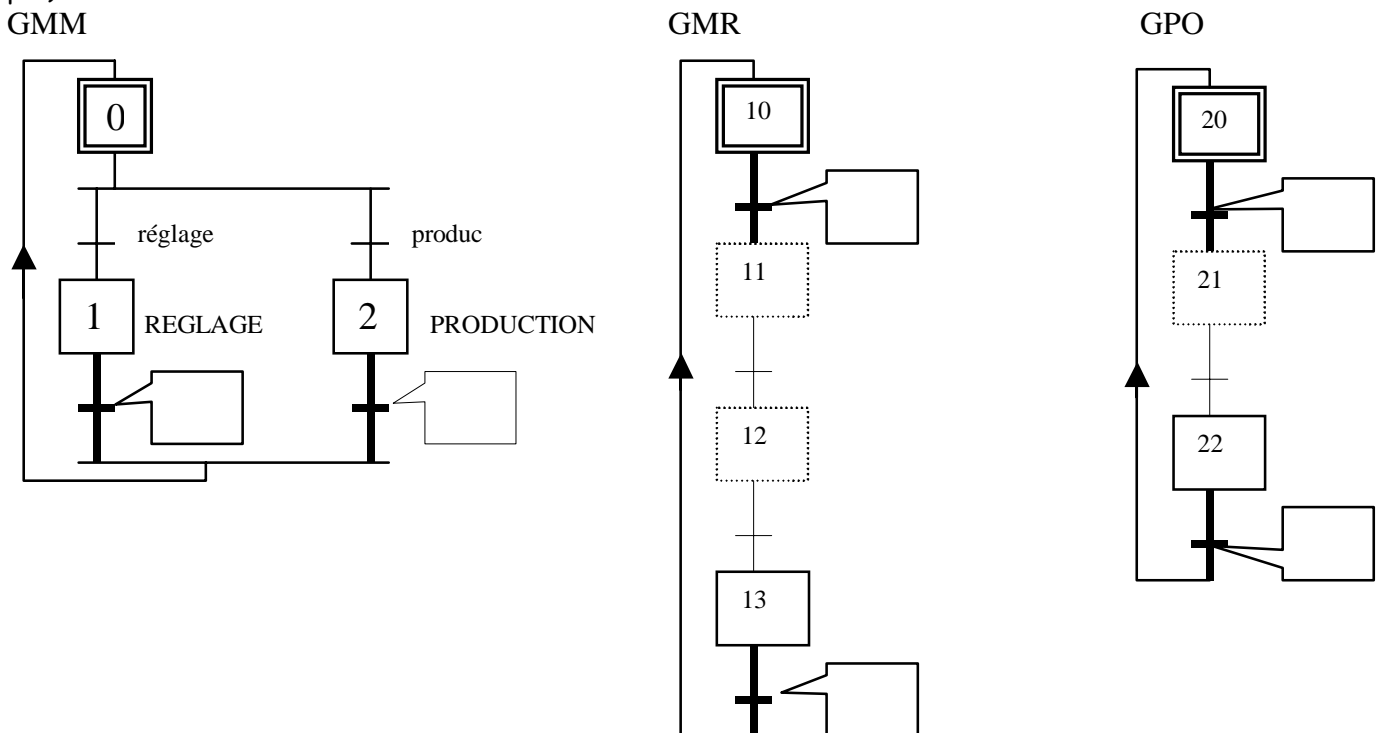 GMM
GMR
GPO
0
10
20
réglage
produc
11
21
1
REGLAGE
2
PRODUCTION
12
22
13